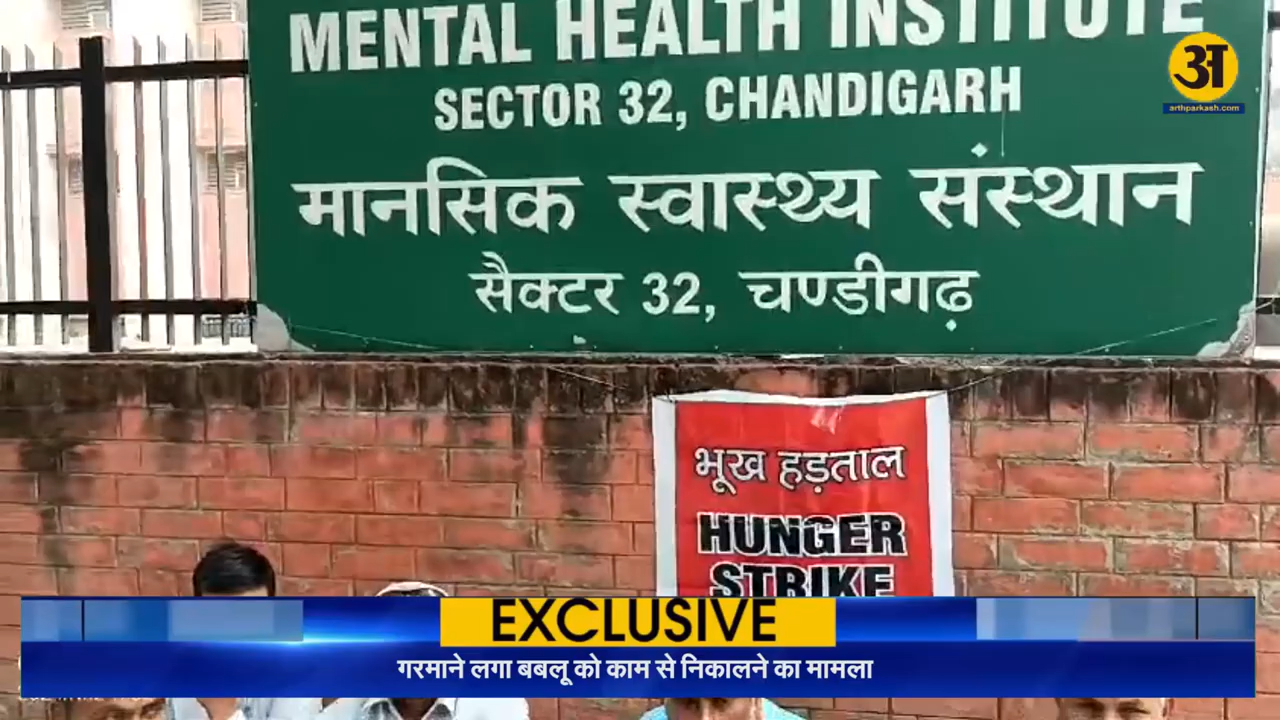 MENTAL HEALTH INSTITUTE
SECTOR 32, CHANDIGARH
मानसिक स्वास्थ्य संस्थान
सैक्टर 32, चण्डीगढ़
अ
arthparkash.com
भूख हड़ताल
HUNGER
STRIKE
EXCLUSIVE
गरमाने लगा बबलू को काम से निकालने का मामला